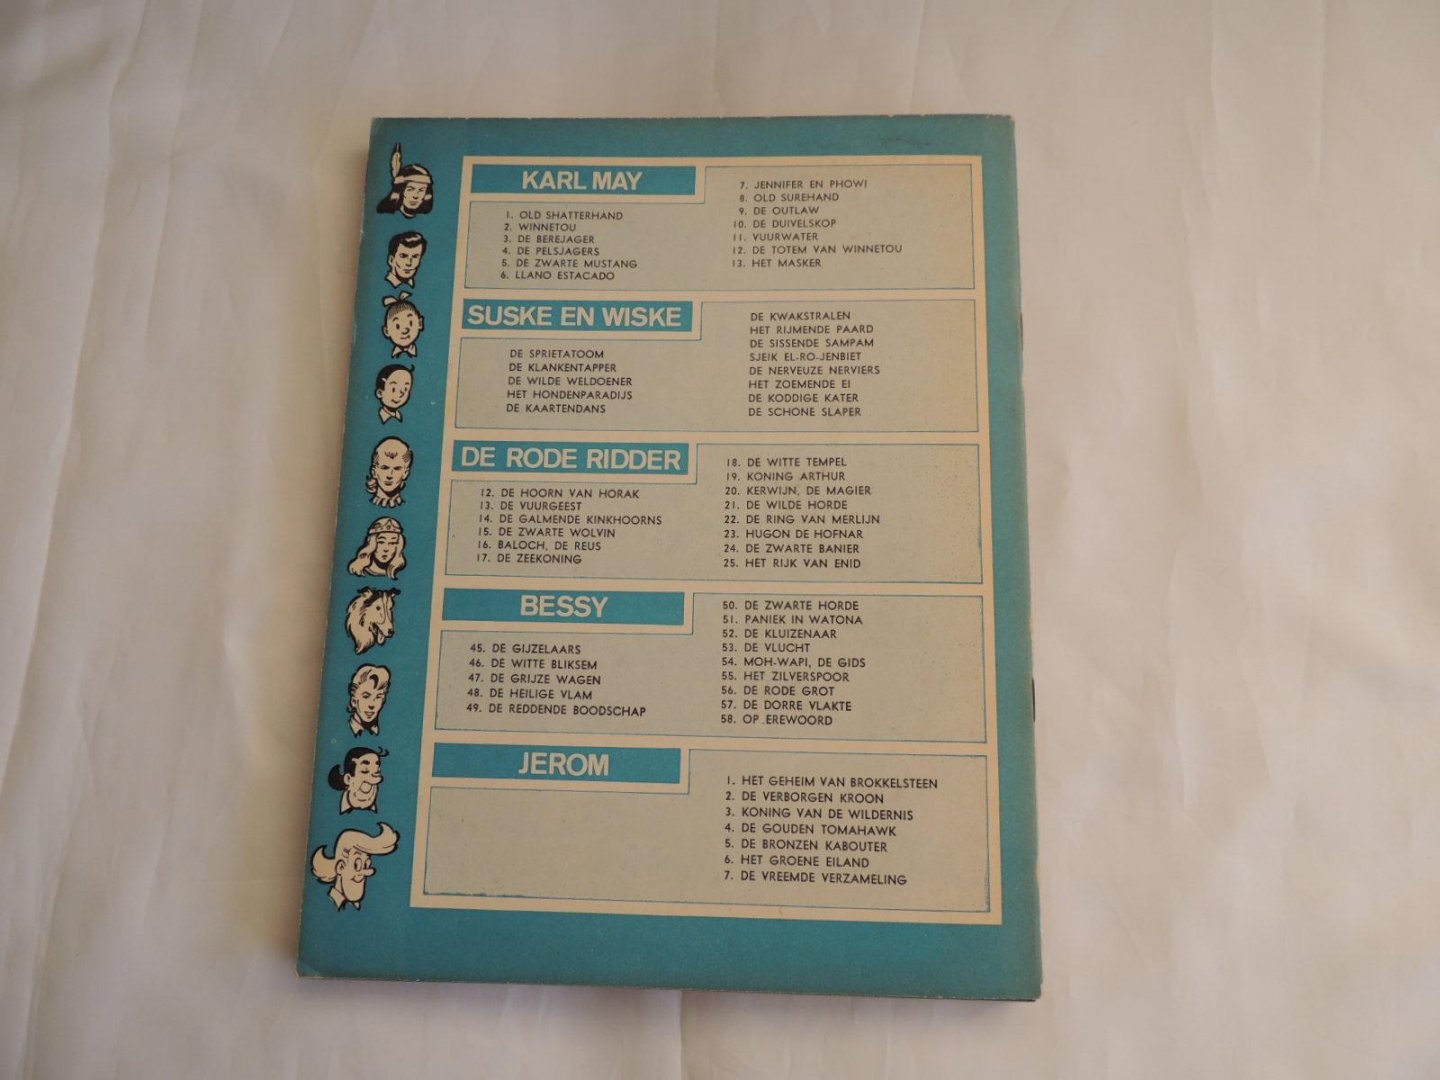 KARL MAY
1. OLD SHATTERHAND
2. WINNETOU
3. DE BEREJAGER
4. DE PELSJAGERS
5. DE ZWARTE MUSTANG
6. LLANO ESTACADO
7. JENNIFER EN PHOWI
8. OLD SUREHAND
9. DE OUTLAW
10. DE DUIVELSKOP
11. VUURWATER
12. DE TOTEM VAN WINNETOU
13. HET MASKER
SUSKE EN WISKE
DE SPRIETATOOM
DE KLANKENTAPPER
DE WILDE WELDOENER
HET HONDENPARADIJS
DE KAARTENDANS
DE KWAKSTRALEN
HET RIJMENDE PAARD
DE SISSENDE SAMPAM
SJEIK EL-RO-JENBIET
DE NERVEUZE NERVIERS
HET ZOEMENDE EI
DE KODDIGE KATER
DE SCHONE SLAPER
DE RODE RIDDER
12. DE HOORN VAN HORAK
13. DE VUURGEEST
14. DE GALMENDE KINKHOORNS
15. DE ZWARTE WOLVIN
16. BALOCH, DE REUS
17. DE ZEEKONING
18. DE WITTE TEMPEL
19. KONING ARTHUR
20. KERWIJN, DE MAGIER
21. DE WILDE HORDE
22. DE RING VAN MERLIJN
23. HUGON DE HOFNAR
24. DE ZWARTE BANIER
25. HET RIJK VAN ENID
BESSY
45. DE GIJZELAARS
46. DE WITTE BLIKSEM
47. DE GRIJZE WAGEN
48. DE HEILIGE VLAM
49. DE REDDENDE BOODSCHAP
50. DE ZWARTE HORDE
51. PANIEK IN WATONA
52. DE KLUIZENAAR
53. DE VLUCHT
54. MOH-WAPI, DE GIDS
55. HET ZILVERSPOOR
56. DE RODE GROT
57. DE DORRE VLAKTE
58. OP EREWOORD
JEROM
1. HET GEHEIM VAN BROKKELSTEEN
2. DE VERBORGEN KROON
3. KONING VAN DE WILDERNIS
4. DE GOUDEN TOMAHAWK
5. DE BRONZEN KABOUTER
6. HET GROENE EILAND
7. DE VREEMDE VERZAMELING